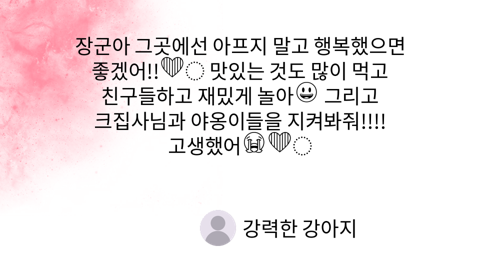 장군아 그곳에선 아프지 말고 행복했으면
좋겠어!!🖤◌ 맛있는 것도 많이 먹고
친구들하고 재밌게 놀아😃 그리고
크집사님과 야옹이들을 지켜봐줘!!!!
고생했어😭🖤◌
강력한 강아지